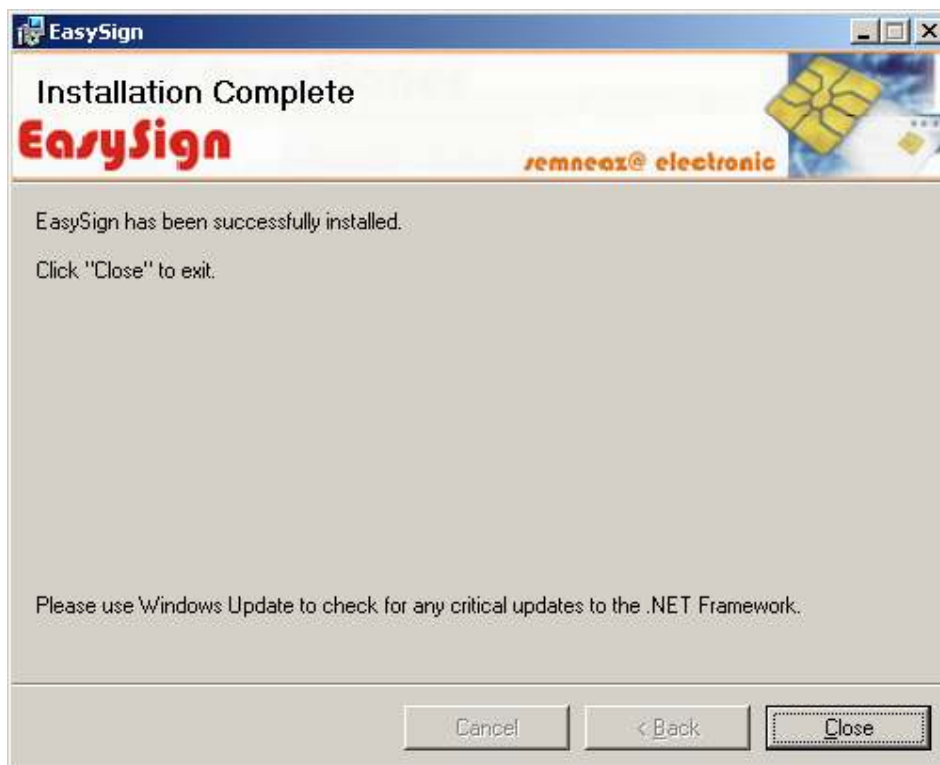 EasySign
Installation Complete
EasySign
semneaz@ electronic
EasySign has been successfully installed.
Click "Close" to exit.
Please use Windows Update to check for any critical updates to the .NET Framework.
Cancel
< Back
Close